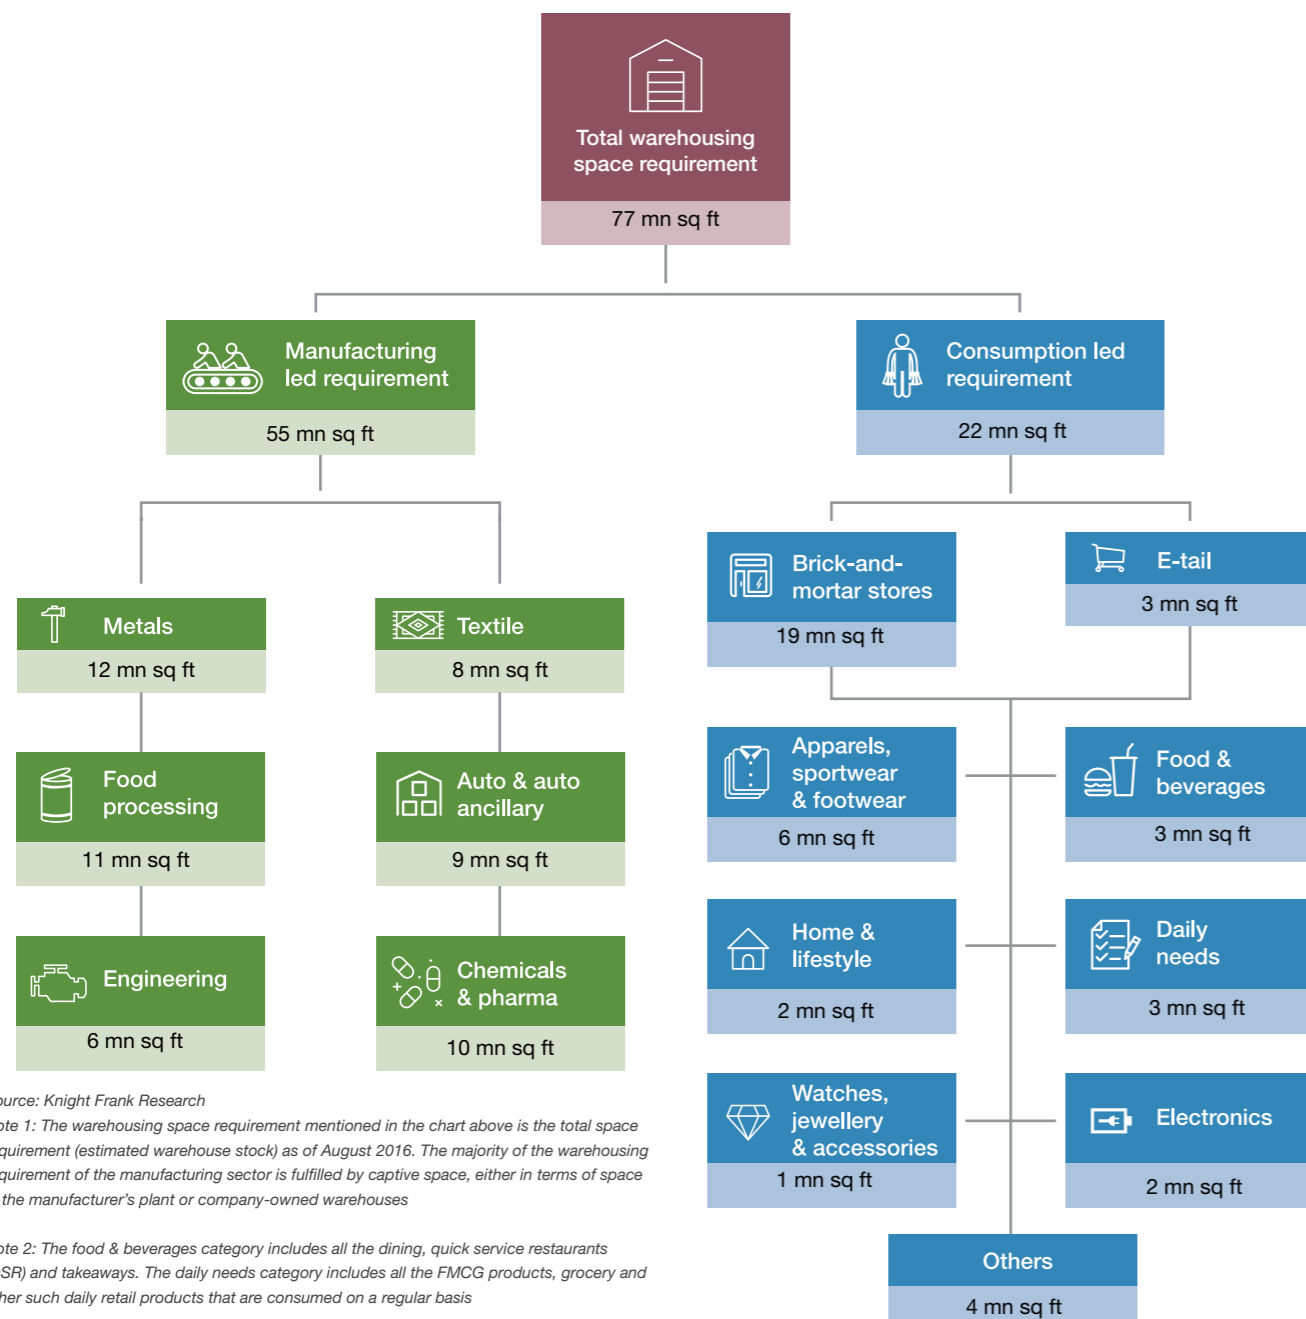 Total warehousing
space requirement
77 mn sq ft
Manufacturing
led requirement
55 mn sq ft
Consumption led
requirement
22 mn sq ft
Brick-and-
mortar stores
19 mn sq ft
E-tail
3 mn sq ft
Metals
12 mn sq ft
Textile
8 mn sq ft
Food
processing
11 mn sq ft
Auto & auto
ancillary
9 mn sq ft
Engineering
6 mn sq ft
Chemicals
& pharma
10 mn sq ft
Apparels,
sportwear
& footwear
6 mn sq ft
Food &
beverages
3 mn sq ft
Home &
lifestyle
2 mn sq ft
Daily
needs
3 mn sq ft
Watches,
jewellery
& accessories
1 mn sq ft
Electronics
2 mn sq ft
Others
4 mn sq ft
ource: Knight Frank Research
ote 1: The warehousing space requirement mentioned in the chart above is the total space
quirement (estimated warehouse stock) as of August 2016. The majority of the warehousing
quirement of the manufacturing sector is fulfilled by captive space, either in terms of space
the manufacturer's plant or company-owned warehouses
ote 2: The food & beverages category includes all the dining, quick service restaurants
SR) and takeaways. The daily needs category includes all the FMCG products, grocery and
her such daily retail products that are consumed on a regular basis